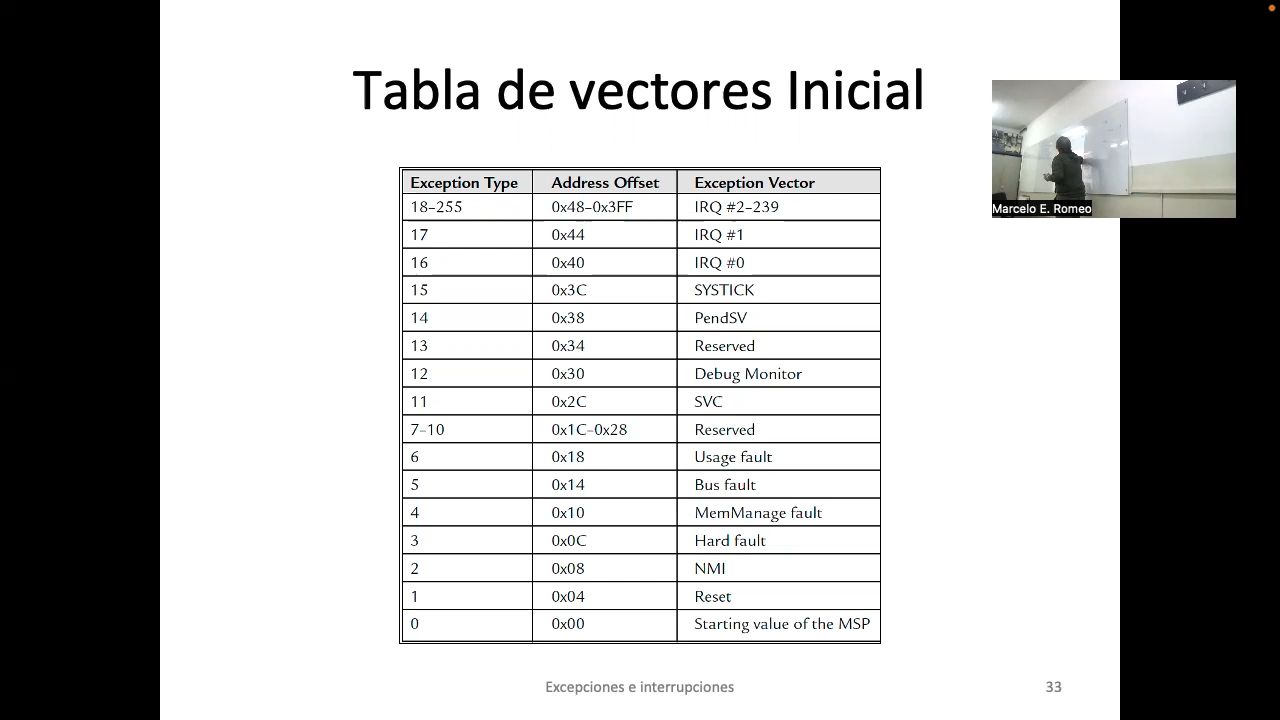 Tabla de vectores Inicial
Exception Type Address Offset Exception Vector
18-255 0x48-0x3FF IRQ #2-239
17 0x44 IRQ #1
16 0x40 IRQ #0
15 0x3C SYSTICK
14 0x38 PendSV
13 0x34 Reserved
12 0x30 Debug Monitor
11 0x2C SVC
7-10 0x1C-0x28 Reserved
6 0x18 Usage fault
5 0x14 Bus fault
4 0x10 MemManage fault
3 0x0C Hard fault
2 0x08 NMI
1 0x04 Reset
0 0x00 Starting value of the MSP
Marcelo E. Romeo
Excepciones e interrupciones 33